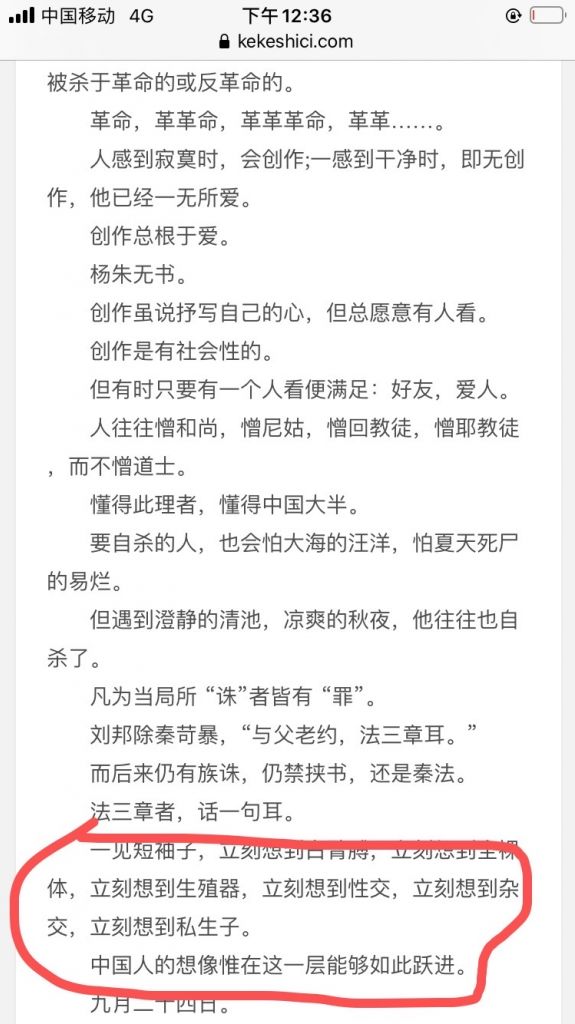 中国移动 4G 下午12:36
kekeshici.com
被杀于革命的或反革命的。
革命，革革命，革革革命，革革……。
人感到寂寞时，会创作;一感到干净时，即无创
作，他已经一无所爱。
创作总根于爱。
杨朱无书。
创作虽说抒写自己的心，但总愿意有人看。
创作是有社会性的。
但有时只要有一个人看便满足：好友，爱人。
人往往憎和尚，憎尼姑，憎回教徒，憎耶教徒
，而不憎道士。
懂得此理者，懂得中国大半。
要自杀的人，也会怕大海的汪洋，怕夏天死尸
的易烂。
但遇到澄静的清池，凉爽的秋夜，他往往也自
杀了。
凡为当局所“诛”者皆有“罪”。
刘邦除秦苛暴，“与父老约，法三章耳。”
而后来仍有族诛，仍禁挟书，还是秦法。
法三章者，话一句耳。
一见短袖子，立刻想到白臂膊，立刻想到全裸
体，立刻想到生殖器，立刻想到性交，立刻想到杂
交，立刻想到私生子。
中国人的想像惟在这一层能够如此跃进。
九月二十四日。